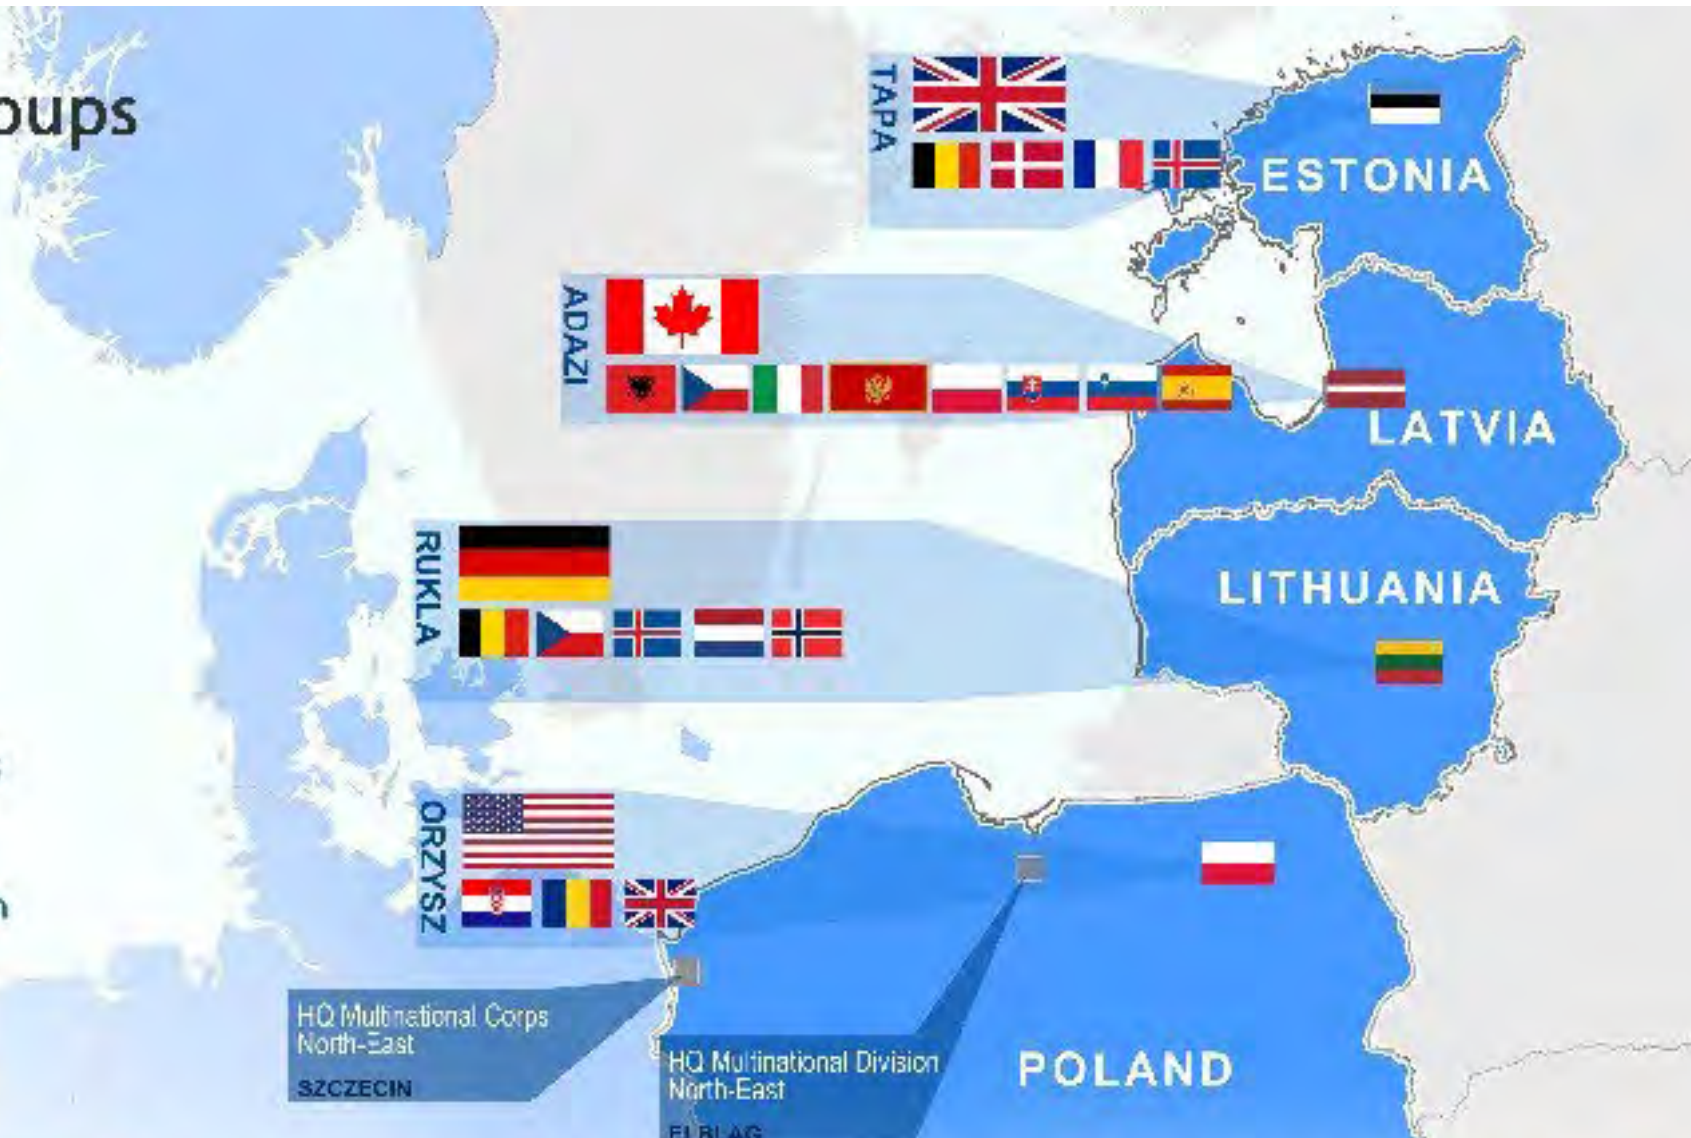 oups
TAPA
ESTONIA
ADAZI
LATVIA
RUKLA
LITHUANIA
ORZYSZ
HQ Multinational Corps
North-East
SZCZECIN
HQ Multinational Division
North-East
ELBLAG
POLAND